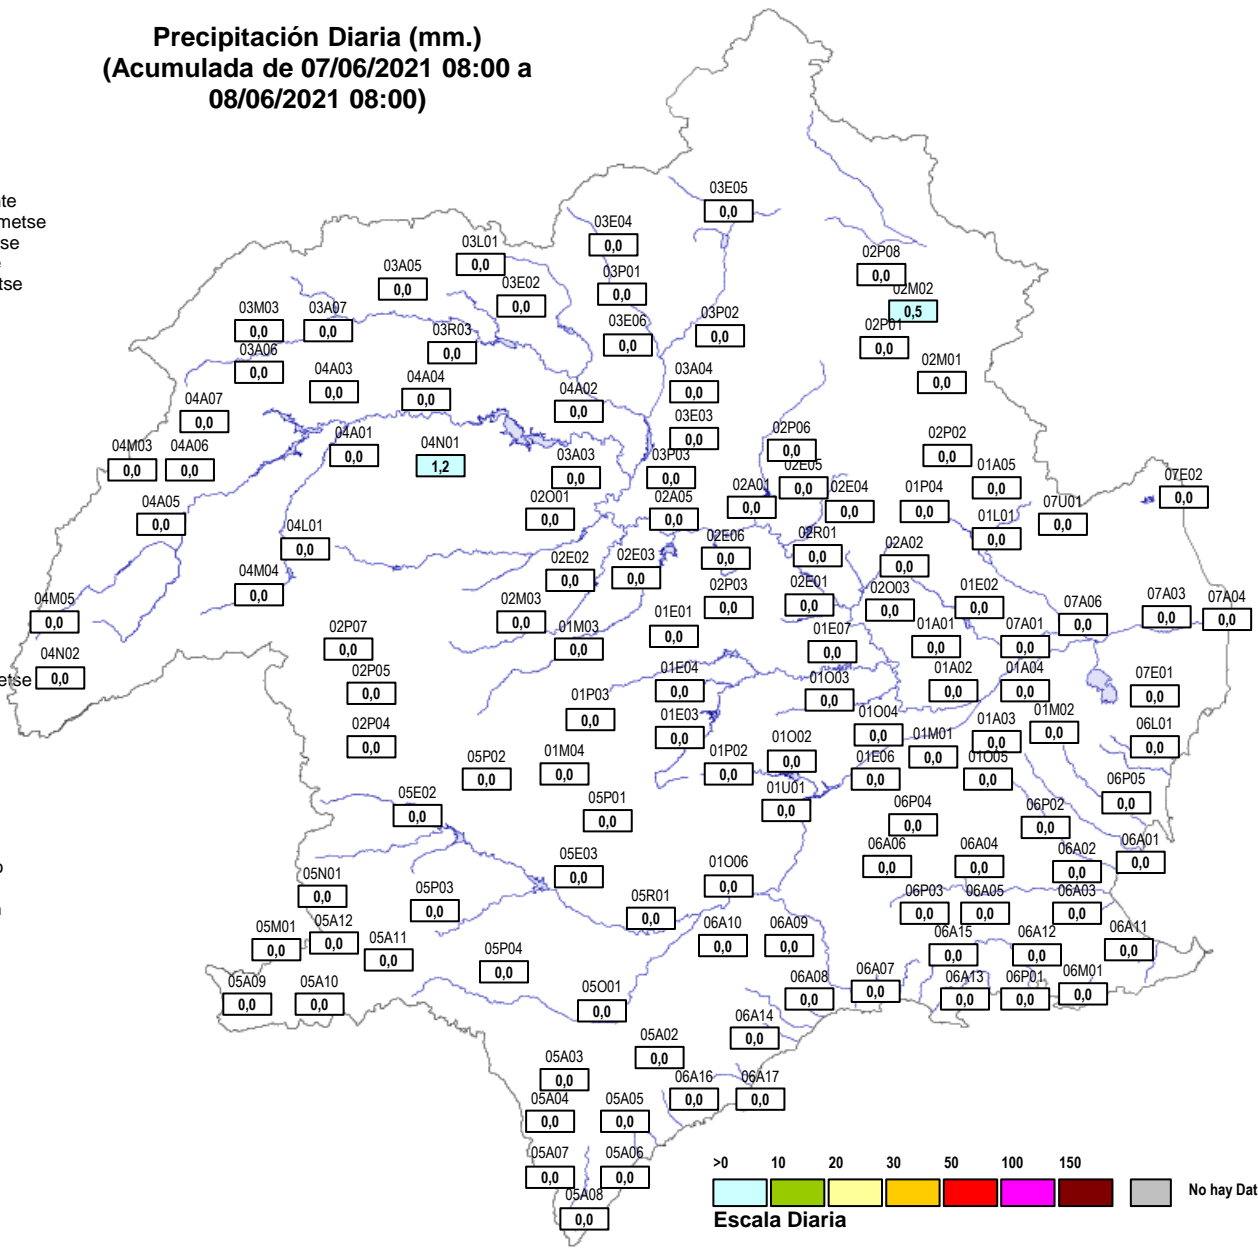 Precipitación Diaria (mm.)
(Acumulada de 07/06/2021 08:00 a
08/06/2021 08:00)
03E05
0,0
03E04
0,0
03L01
0,0
02P08
0,0
03A05
0,0
03P01
0,0
03E02
0,0
02M02
0,5
03M03
0,0
03A07
0,0
03P02
0,0
03E06
0,0
03R03
0,0
02P01
0,0
03A06
0,0
02M01
0,0
04A03
0,0
04A04
0,0
03A04
0,0
04A02
0,0
04A07
0,0
03E03
0,0
04A01
0,0
04N01
1,2
02P06
0,0
02P02
0,0
04M03
0,0
04A06
0,0
03A03
0,0
03P03
0,0
02E05
0,0
01A05
0,0
07E02
0,0
02A01
0,0
02E04
0,0
01P04
0,0
04A05
0,0
02O01
0,0
02A05
0,0
07U01
0,0
04L01
0,0
01L01
0,0
02E06
0,0
02R01
0,0
02A02
0,0
02E02
0,0
02E03
0,0
04M04
0,0
02P03
0,0
02E01
0,0
02O03
0,0
01E02
0,0
07A03
0,0
07A04
0,0
04M05
0,0
02M03
0,0
01E01
0,0
07A06
0,0
02P07
0,0
01M03
0,0
01E07
0,0
01A01
0,0
07A01
0,0
04N02
0,0
02P05
0,0
01E04
0,0
01O03
0,0
01A02
0,0
01A04
0,0
07E01
0,0
01P03
0,0
01E03
0,0
01O04
0,0
01A03
0,0
01M02
0,0
06L01
0,0
02P04
0,0
01M01
0,0
05P02
0,0
01M04
0,0
01P02
0,0
01O02
0,0
01E06
0,0
01O05
0,0
05E02
0,0
05P01
0,0
01U01
0,0
06P04
0,0
06P02
0,0
06P05
0,0
05E03
0,0
01O06
0,0
06A06
0,0
06A04
0,0
06A02
0,0
06A01
0,0
05N01
0,0
05P03
0,0
05R01
0,0
06P03
0,0
06A05
0,0
06A03
0,0
05M01
0,0
05A12
0,0
05A11
0,0
05P04
0,0
06A10
0,0
06A09
0,0
06A15
0,0
06A12
0,0
06A11
0,0
05A09
0,0
05A10
0,0
05O01
0,0
06A08
0,0
06A07
0,0
06A13
0,0
06P01
0,0
06M01
0,0
05A02
0,0
06A14
0,0
05A03
0,0
06A16
0,0
06A17
0,0
05A04
0,0
05A05
0,0
05A07
0,0
05A06
0,0
05A08
0,0
>0 10 20 30 50 100 150
No hay Dat
Escala Diaria